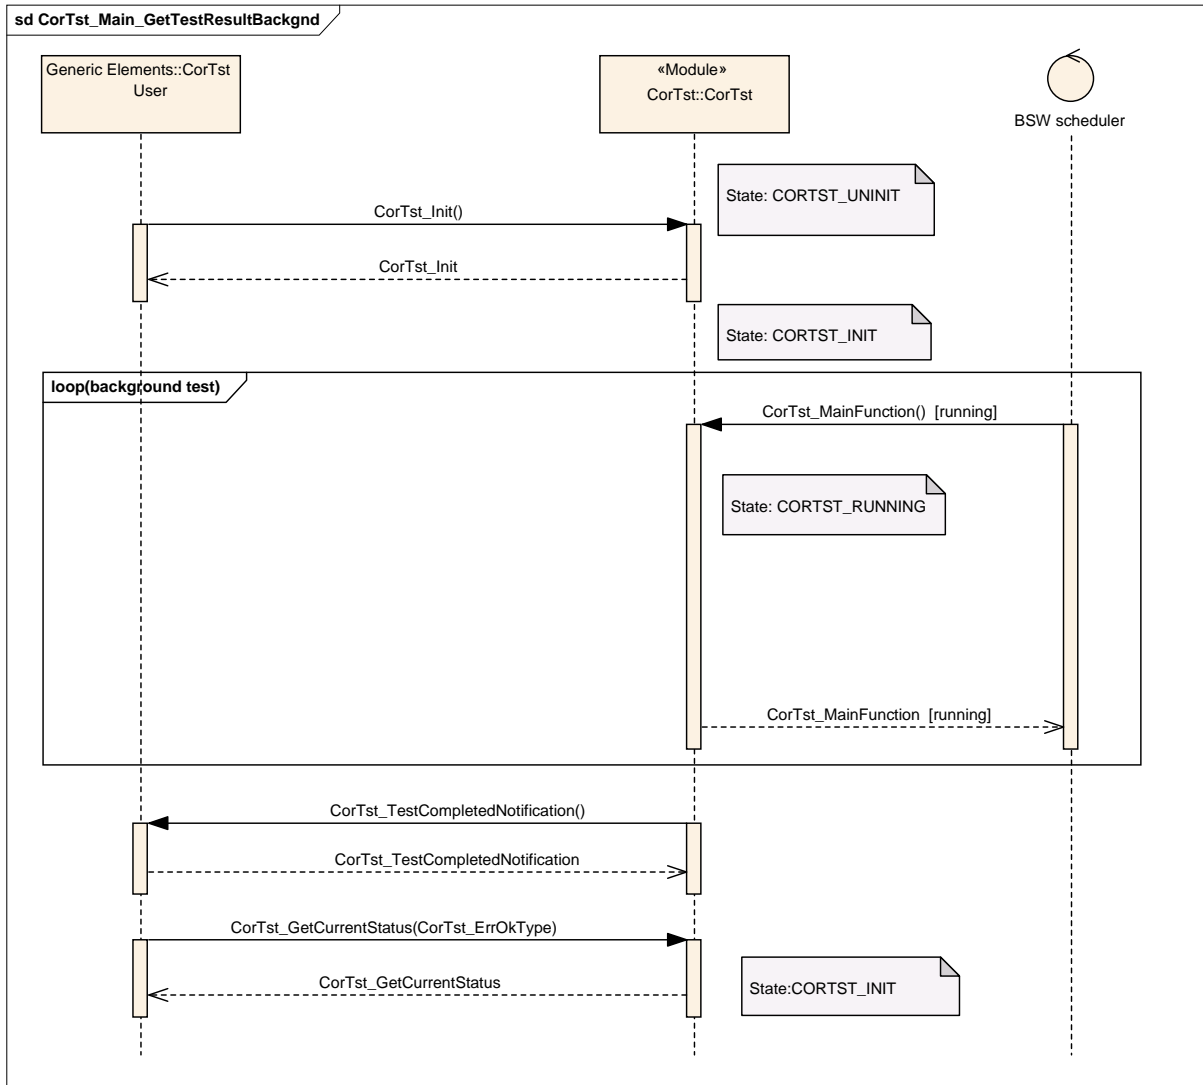 sd CorTst_Main_GetTestResultBackgnd
Generic Elements::CorTst
User
«Module»
CorTst::CorTst
BSW scheduler
State: CORTST_UNINIT
CorTst_Init()
CorTst_Init
State: CORTST_INIT
loop(background test)
CorTst_MainFunction() [running]
State: CORTST_RUNNING
CorTst_MainFunction [running]
CorTst_TestCompletedNotification()
CorTst_TestCompletedNotification
CorTst_GetCurrentStatus(CorTst_ErrOkType)
CorTst_GetCurrentStatus
State:CORTST_INIT